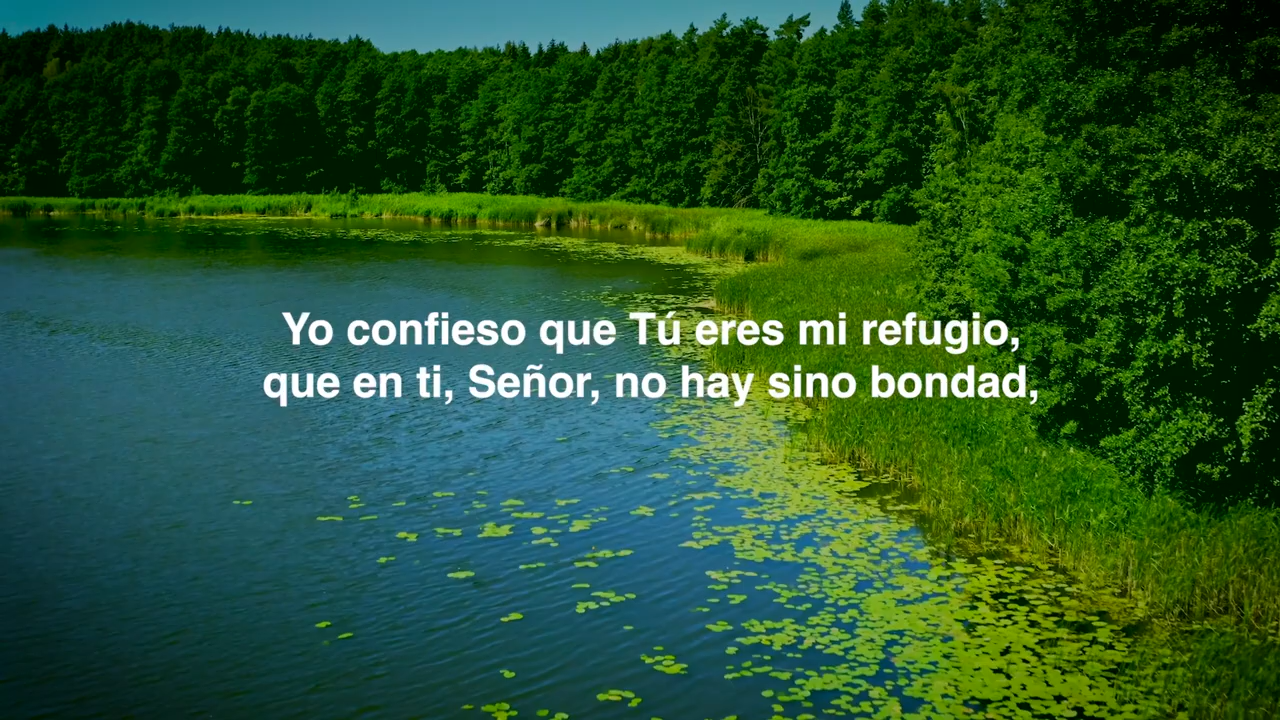 Yo confieso que Tú eres mi refugio,
que en ti, Señor, no hay sino bondad,